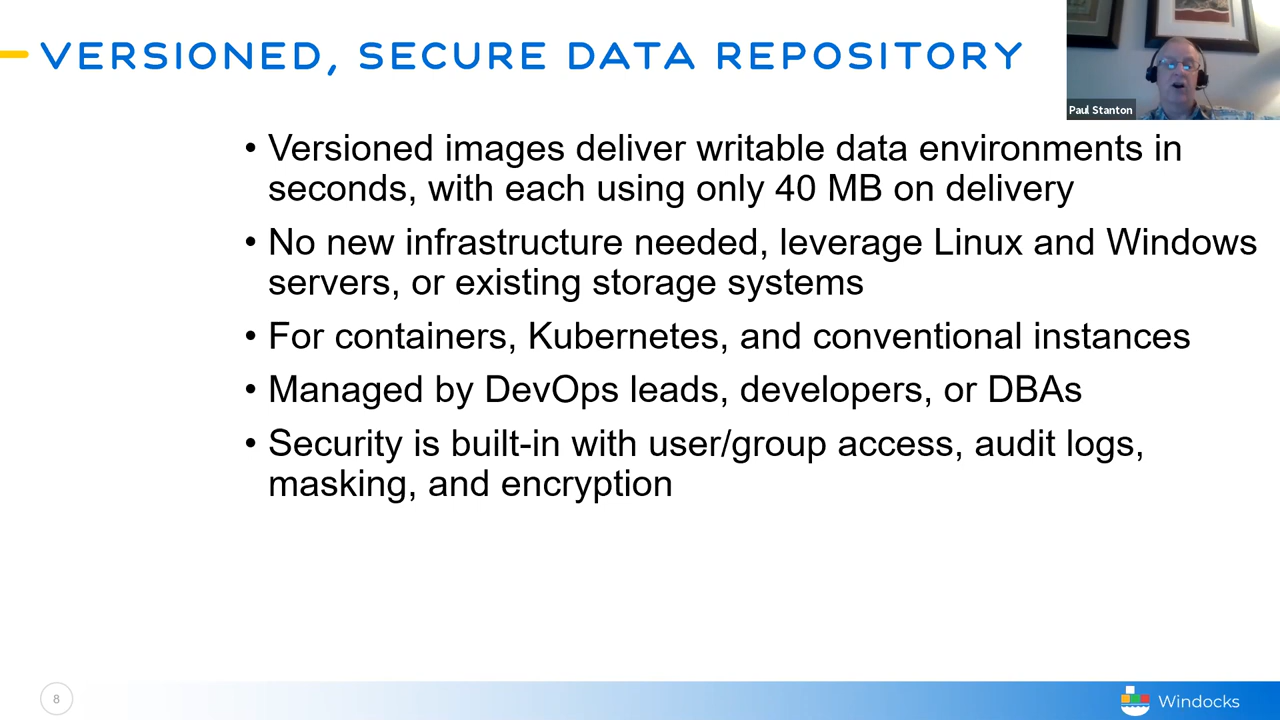 VERSIONED, SECURE DATA REPOSITORY
Paul Stanton
• Versioned images deliver writable data environments in
seconds, with each using only 40 MB on delivery
• No new infrastructure needed, leverage Linux and Windows
servers, or existing storage systems
• For containers, Kubernetes, and conventional instances
• Managed by DevOps leads, developers, or DBAs
• Security is built-in with user/group access, audit logs,
masking, and encryption
8
Windocks